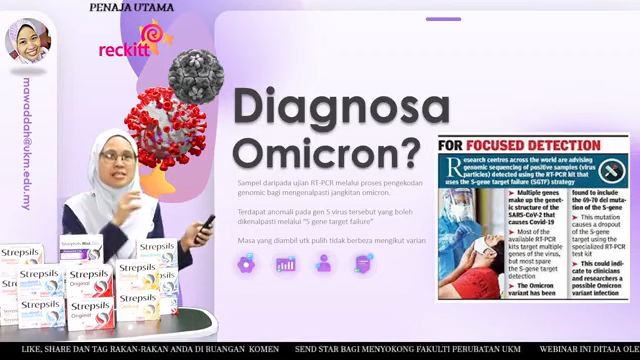 PENAJA UTAMA
reckitt
mawaddah@ukm.edu.my
Diagnosa
Omicron?
Sampel daripada ujian RT-PCR melalui proses pengekodan
genomic bagi mengenalpasti jangkitan omicron.
Terdapat anomali pada gen S virus tersebut yang boleh
dikenalpasti melalui "S gene target failure"
Masa yang diambil utk pulih tidak berbeza mengikut varian
FOR FOCUSED DETECTION
Research centres across the world are advising
genomic sequencing of positive samples (virus
particles) detected using the RT-PCR kit that
uses the S-gene target failure (SGTF) strategy
Multiple genes
make up the genet-
ic structure of the
SARS-CoV-2 that
causes Covid-19
Most of the
available RT-PCR
kits target multiple
genes of the virus,
but most spare
the S-gene target
detection
The Omicron
variant has been
found to include
the 69-70 del muta-
tion of the S-gene
This mutation
causes a dropout
of the S-gene
target using the
specialized RT-PCR
test kit
This could indi-
cate to clinicians
and researchers a
possible Omicron
variant infection
Strepsils
Strepsils
Strepsils
Original
Strepsils
Strepsils
Strepsils
Strepsils
Original
Strepsils
LIKE, SHARE DAN TAG RAKAN-RAKAN ANDA DI RUANGAN KOMEN SEND STAR BAGI MENYOKONG FAKULTI PERUBATAN UKM WEBINAR INI DITAJA OLE